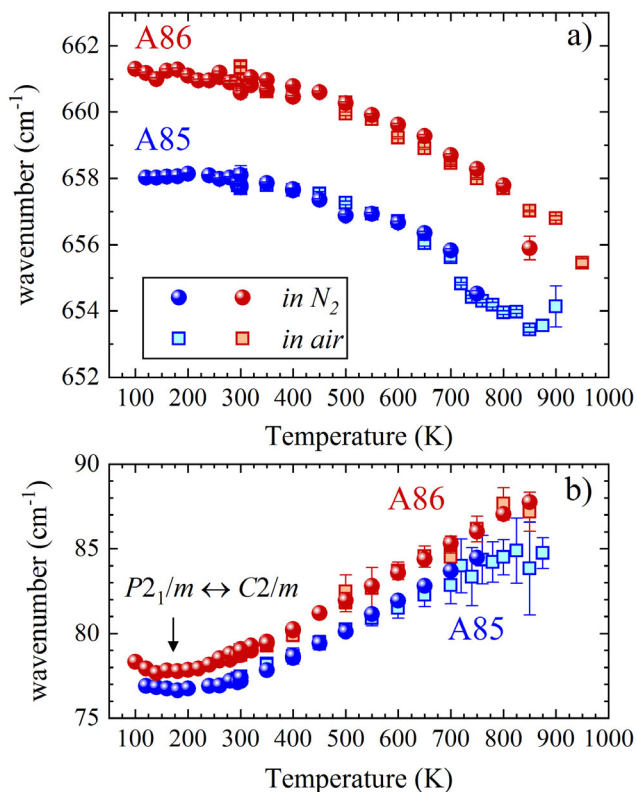 A86
a)
662
660
A85
658
656
654
652
in N₂
in air
100 200 300 400 500 600 700 800 900 1000
Temperature (K)
wavenumber (cm⁻¹)
90
b)
A86
85
P2₁/m ↔ C2/m
80
A85
75
100 200 300 400 500 600 700 800 900 1000
Temperature (K)
wavenumber (cm⁻¹)